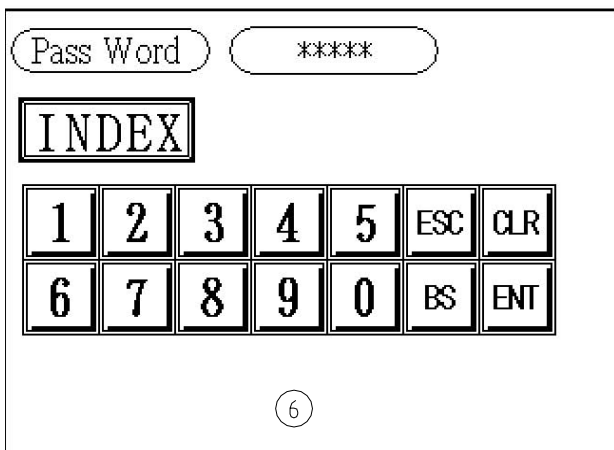 Pass Word *****
INDEX
1 2 3 4 5 ESC CLR
6 7 8 9 0 BS ENT
6